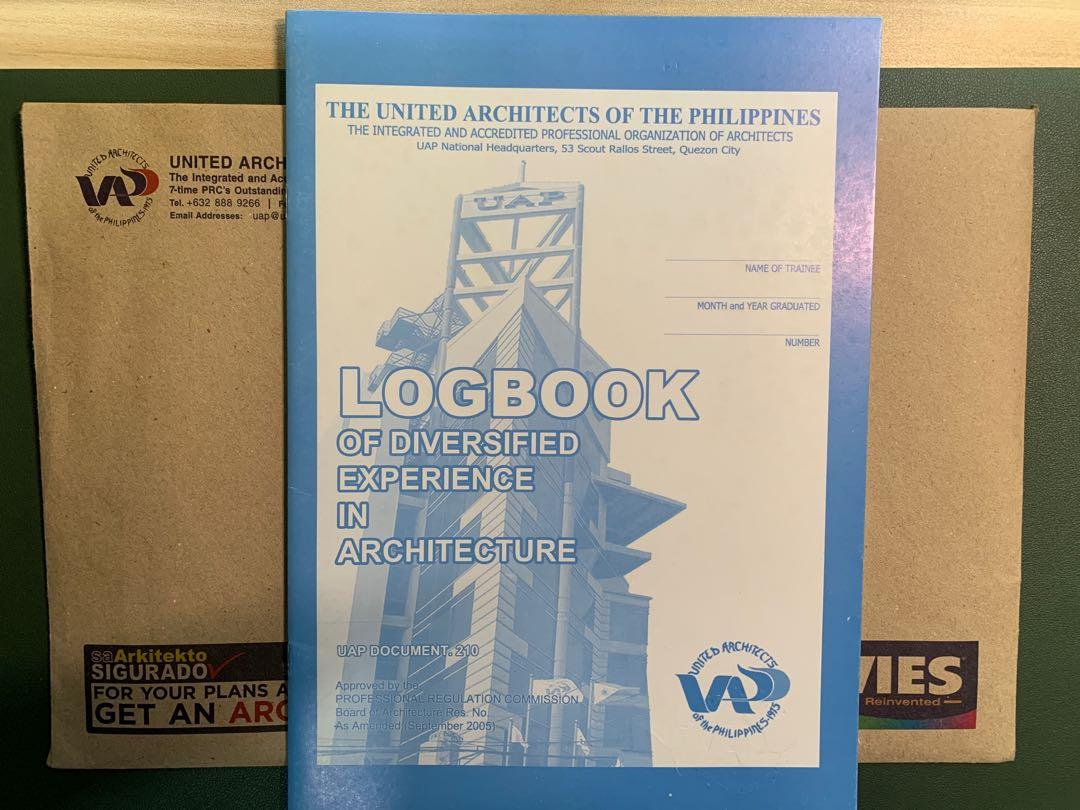 THE UNITED ARCHITECTS OF THE PHILIPPINES
THE INTEGRATED AND ACCREDITED PROFESSIONAL ORGANIZATION OF ARCHITECTS
UAP National Headquarters, 53 Scout Rallos Street, Quezon City
UAP
NAME OF TRAINEE
MONTH and YEAR GRADUATED
NUMBER
LOGBOOK
OF DIVERSIFIED
EXPERIENCE
IN
ARCHITECTURE
UAP DOCUMENT. 210
Approved by the
PROFESSIONAL REGULATION COMMISSION
Board of Architecture Res. No.
As Amended (September 2005)
UNITED ARCHITECTS
UAP
of the PHILIPPINES·1975
UNITED ARCHITECTS
UAP
of the PHILIPPINES·1975
UNITED ARCH
The Integrated and Ac
7-time PRC's Outstandin
Tel. +632 888 9266 | F
Email Addresses: uap@u
saArkitekto
SIGURADO
FOR YOUR PLANS A
GET AN ARC
VIES
Reinvented